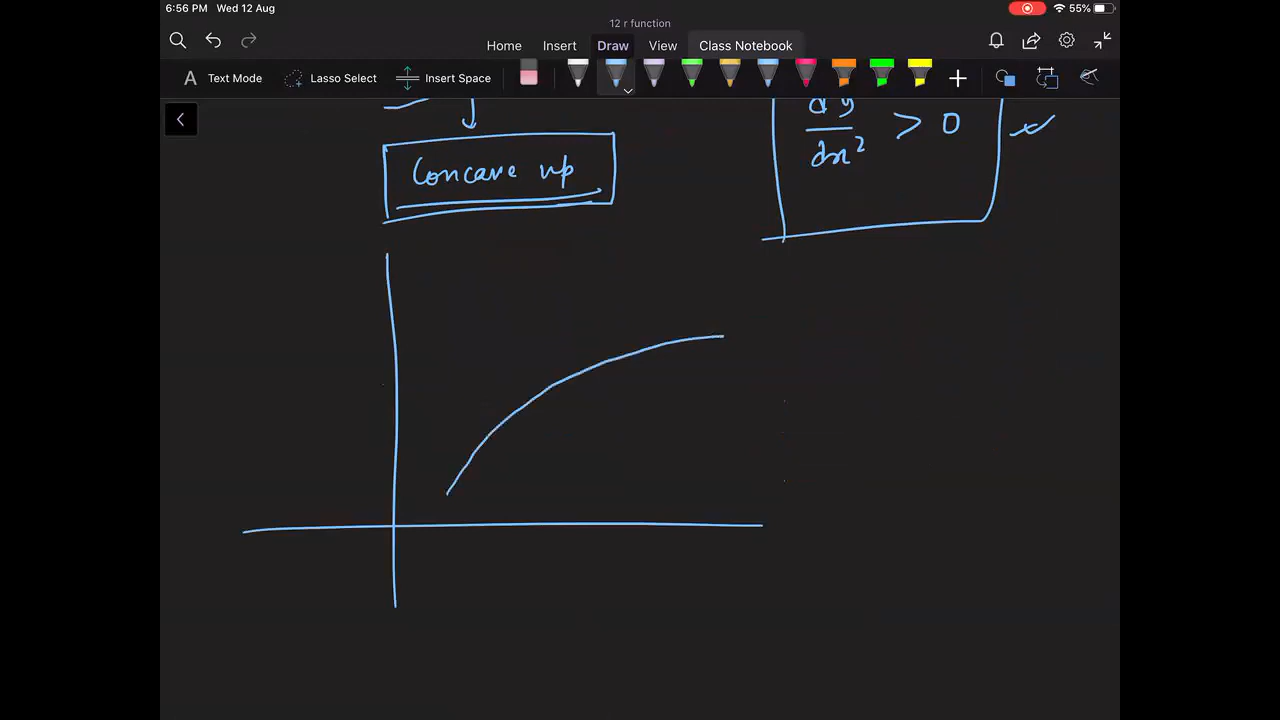 6:56 PM Wed 12 Aug
55%
12 r function
Home Insert Draw View Class Notebook
A Text Mode Lasso Select Insert Space
dy
dx² > 0
Concave up